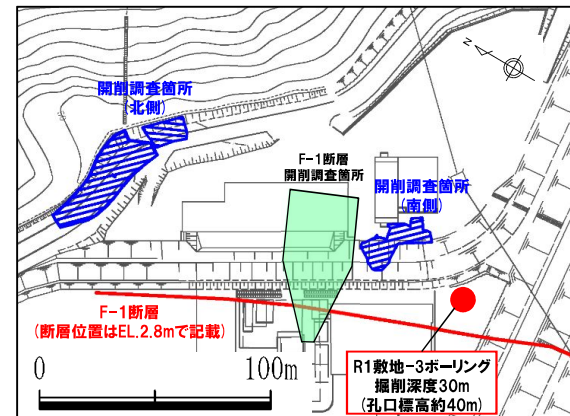 開削調査箇所
(北側)
N
F-1断層
開削調査箇所
開削調査箇所
(南側)
F-1断層
(断層位置はEL.2.8mで記載)
0
100m
R1敷地-3ボーリング
掘削深度30m
(孔口標高約40m)